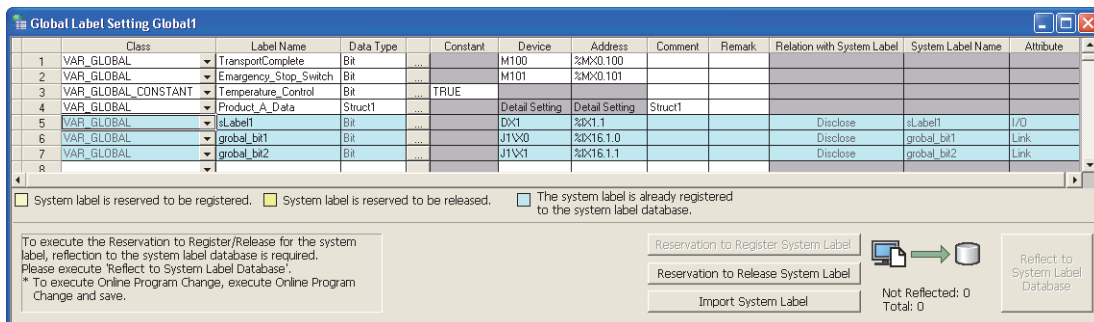 Global Label Setting Global1
Class Label Name Data Type Constant Device Address Comment Remark Relation with System Label System Label Name Attribute
1 VAR_GLOBAL TransportComplete Bit ... M100 %MX0.100
2 VAR_GLOBAL Emargency_Stop_Switch Bit ... M101 %MX0.101
3 VAR_GLOBAL_CONSTANT Temperature_Control Bit ... TRUE
4 VAR_GLOBAL Product_A_Data Struct1 ... Detail Setting Detail Setting Struct1
5 VAR_GLOBAL sLabel1 Bit ... DX1 %IX1.1 Disclose sLabel1 I/O
6 VAR_GLOBAL grobal_bit1 Bit ... J1\X0 %IX16.1.0 Disclose grobal_bit1 Link
7 VAR_GLOBAL grobal_bit2 Bit ... J1\X1 %IX16.1.1 Disclose grobal_bit2 Link
8
System label is reserved to be registered. System label is reserved to be released. The system label is already registered
to the system label database.
To execute the Reservation to Register/Release for the system
label, reflection to the system label database is required.
Please execute 'Reflect to System Label Database'.
* To execute Online Program Change, execute Online Program
Change and save.
Reservation to Register System Label
Reservation to Release System Label
Import System Label
Not Reflected: 0
Total: 0
Reflect to
System Label
Database